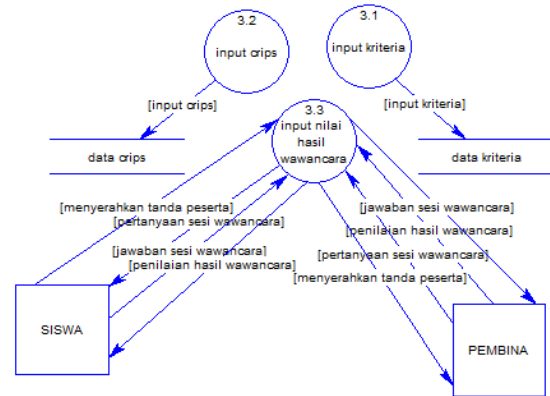 3.2
input crips
3.1
input kriteria
[input crips]
[input kriteria]
3.3
input nilai
hasil
wawancara
data crips
data kriteria
[menyerahkan tanda peserta]
[pertanyaan sesi wawancara]
[jawaban sesi wawancara]
[penilaian hasil wawancara]
[jawaban sesi wawancara]
[penilaian hasil wawancara]
[pertanyaan sesi wawancara]
[menyerahkan tanda peserta]
SISWA
PEMBINA